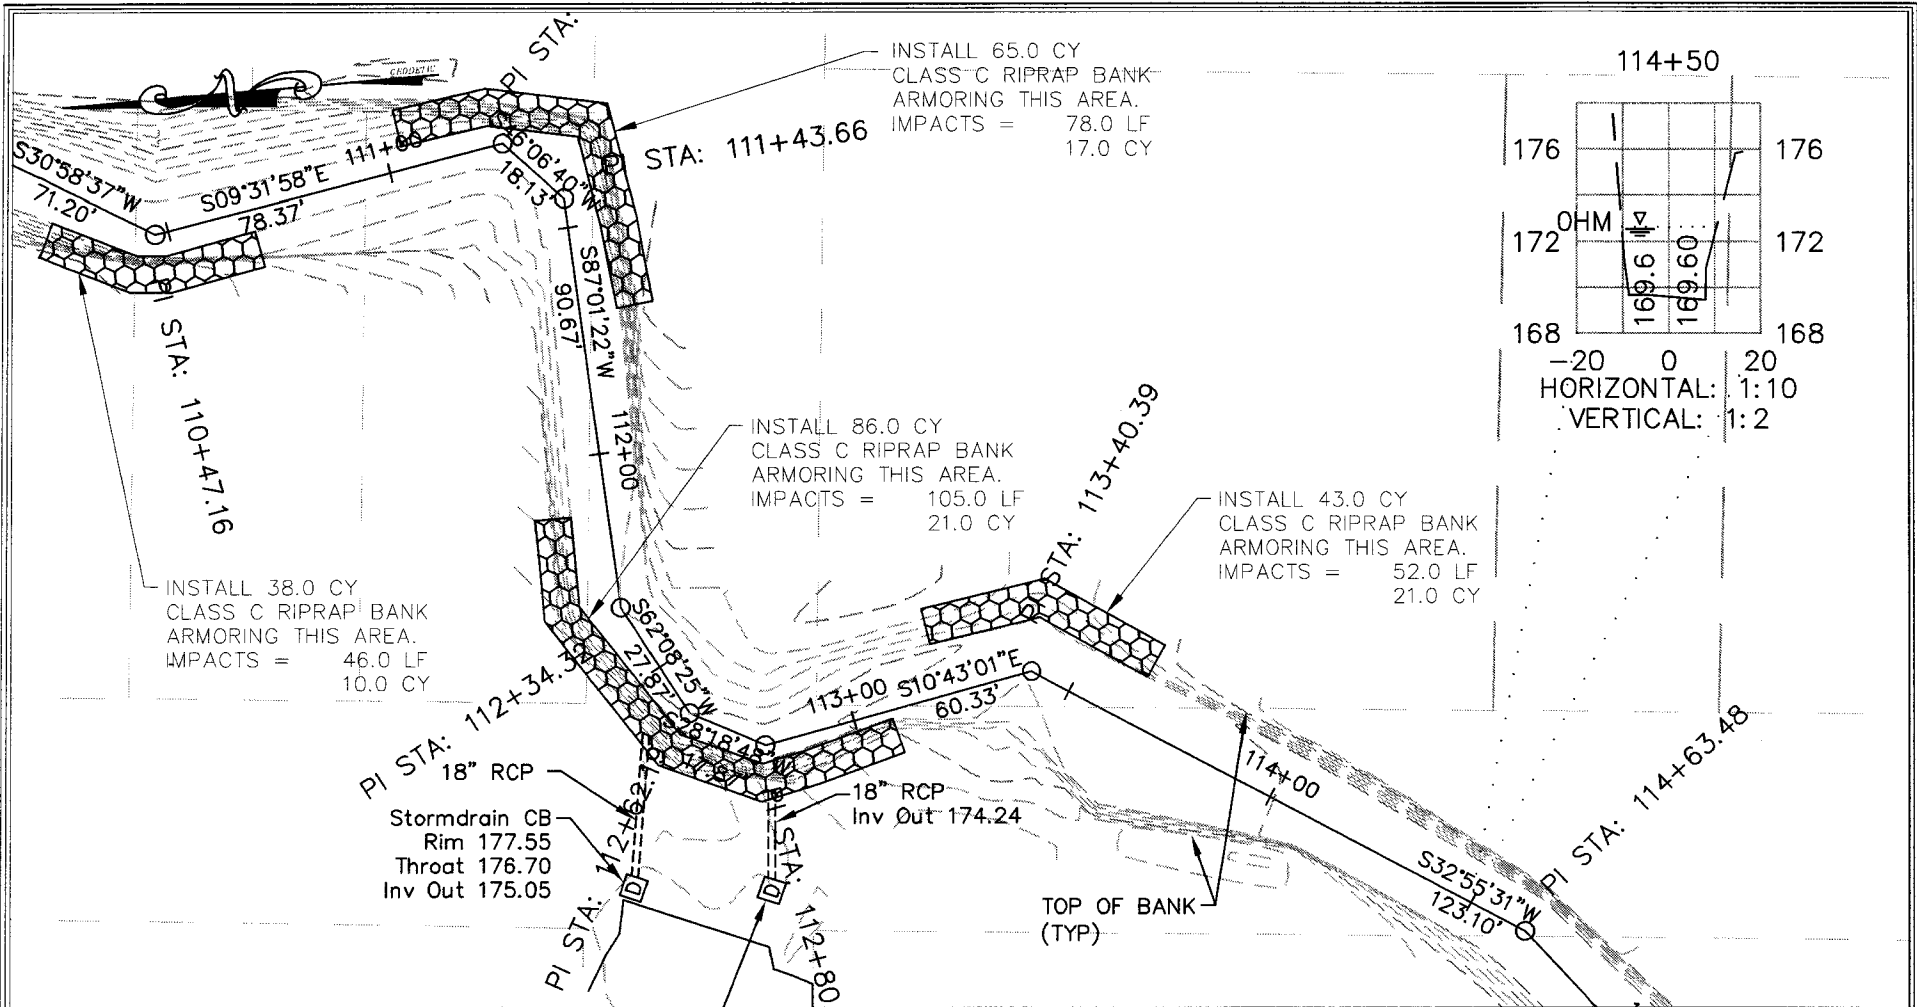 PI STA:
GEODETIC
INSTALL 65.0 CY
CLASS C RIPRAP BANK
ARMORING THIS AREA.
IMPACTS = 78.0 LF
17.0 CY
STA: 111+43.66
S30°58'37"W
71.20'
S09°31'58"E
78.37'
111+00
6°06'40"W
18.13'
S87°01'22"W
90.67'
112+00
PI STA: 110+47.16
114+50
176
176
OHM
172
172
169.6
169.60
168
168
-20 0 20
HORIZONTAL: 1:10
VERTICAL: 1:2
INSTALL 86.0 CY
CLASS C RIPRAP BANK
ARMORING THIS AREA.
IMPACTS = 105.0 LF
21.0 CY
STA: 113+40.39
INSTALL 43.0 CY
CLASS C RIPRAP BANK
ARMORING THIS AREA.
IMPACTS = 52.0 LF
21.0 CY
INSTALL 38.0 CY
CLASS C RIPRAP BANK
ARMORING THIS AREA.
IMPACTS = 46.0 LF
10.0 CY
S62°08'25"W
27.87'
PI STA: 112+34.32
113+00
S10°43'01"E
60.33'
114+00
S32°55'31"W
123.10'
PI STA: 114+63.48
18" RCP
Stormdrain CB
Rim 177.55
Throat 176.70
Inv Out 175.05
18" RCP
Inv Out 174.24
PI STA:
STA: 112+80
TOP OF BANK
(TYP)
D
D